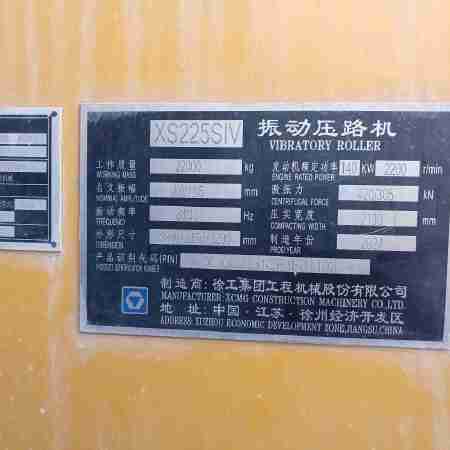 XS225SIV 振动压路机
VIBRATORY ROLLER
工作质量 22000 kg 发动机额定功率 140 KW 2200 r/min
WORKING MASS ENGINE RATED POWER
名义振幅 mm 激振力 kN
NOMINAL AMPLITUDE CENTRIFUGAL FORCE
振动频率 Hz 压实宽度 mm
FREQUENCY COMPACTING WIDTH
外形尺寸 mm 制造年份
DIMENSION PROD.YEAR
产品识别代码(PIN)
PRODUCT IDENTIFICATION NUMBER
制造商:徐工集团工程机械股份有限公司
MANUFACTURER:XCMG CONSTRUCTION MACHINERY CO.,LTD.
地 址:中国·江苏·徐州经济开发区
ADDRESS:XUZHOU ECONOMIC DEVELOPMENT ZONE,JIANGSU,CHINA